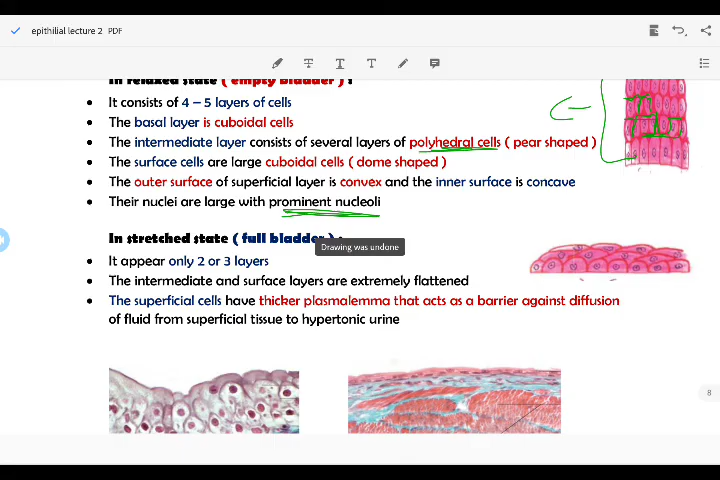 epithilial lecture 2 PDF
In relaxed state ( empty bladder ) :
• It consists of 4 – 5 layers of cells
• The basal layer is cuboidal cells
• The intermediate layer consists of several layers of polyhedral cells ( pear shaped )
• The surface cells are large cuboidal cells ( dome shaped )
• The outer surface of superficial layer is convex and the inner surface is concave
• Their nuclei are large with prominent nucleoli
In stretched state ( full bladder ) :
Drawing was undone
• It appear only 2 or 3 layers
• The intermediate and surface layers are extremely flattened
• The superficial cells have thicker plasmalemma that acts as a barrier against diffusion
of fluid from superficial tissue to hypertonic urine
8